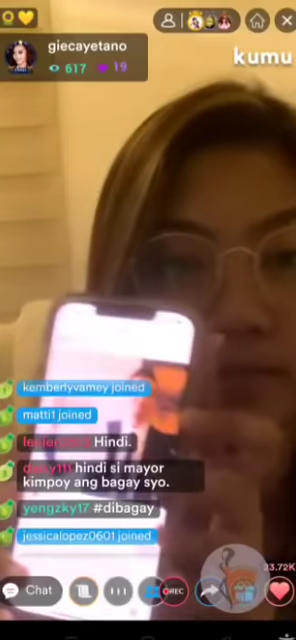 giecayetano
617 19
kumu
kemberlyvamey joined
matti1 joined
Hindi.
hindi si mayor
kimpoy ang bagay syo.
yengzky17 #dibagay
jessicalopez0601 joined
23.72K
Chat
REC